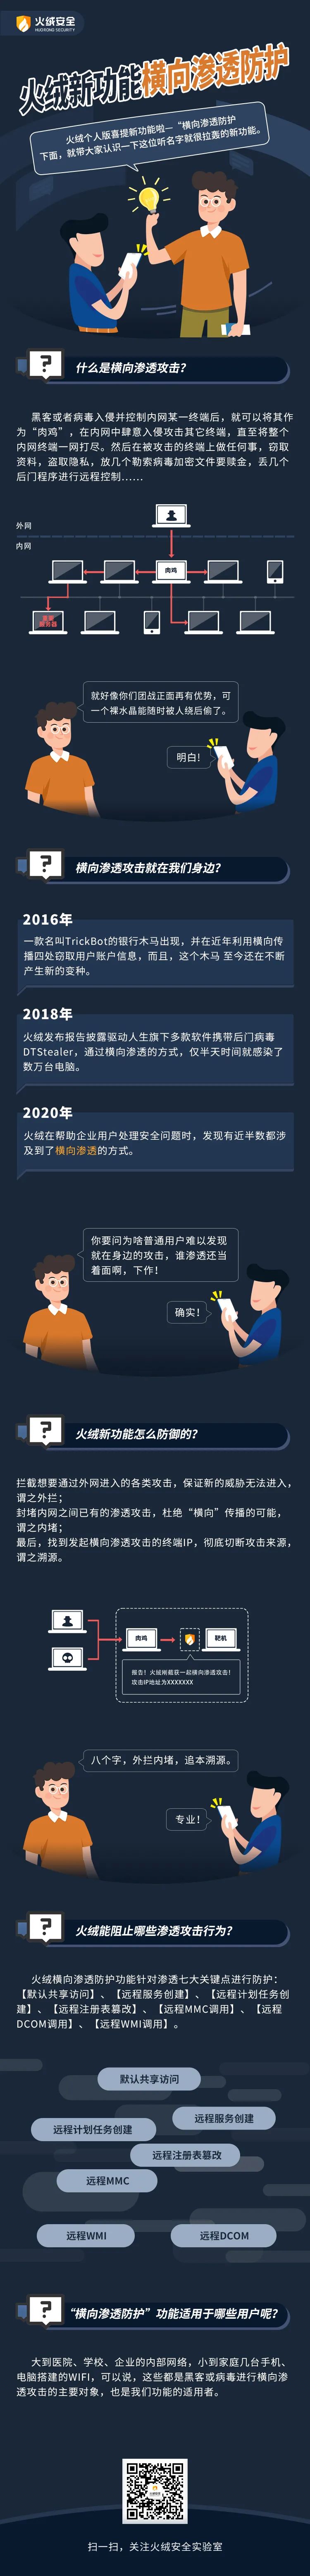 火绒安全
HUORONG SECURITY
火绒新功能横向渗透防护
火绒个人版喜提新功能啦—“横向渗透防护
下面，就带大家认识一下这位听名字就很拉轰的新功能。
什么是横向渗透攻击？
黑客或者病毒入侵并控制内网某一终端后，就可以将其作
为“肉鸡”，在内网中肆意入侵攻击其它终端，直至将整个
内网终端一网打尽。然后在被攻击的终端上做任何事，窃取
资料，盗取隐私，放几个勒索病毒加密文件要赎金，丢几个
后门程序进行远程控制……
外网
内网
肉鸡
服务器
就好像你们团战正面再有优势，可
一个裸水晶能随时被人绕后偷了。
明白！
横向渗透攻击就在我们身边？
2016年
一款名叫TrickBot的银行木马出现，并在近年利用横向传
播四处窃取用户账户信息，而且，这个木马 至今还在不断
产生新的变种。
2018年
火绒发布报告披露驱动人生旗下多款软件携带后门病毒
DTStealer，通过横向渗透的方式，仅半天时间就感染了
数万台电脑。
2020年
火绒在帮助企业用户处理安全问题时，发现有近半数都涉
及到了横向渗透的方式。
你要问为啥普通用户难以发现
就在身边的攻击，谁渗透还当
着面啊，下作！
确实！
火绒新功能怎么防御的？
拦截想要通过外网进入的各类攻击，保证新的威胁无法进入，
谓之外拦；
封堵内网之间已有的渗透攻击，杜绝“横向”传播的可能，
谓之内堵；
最后，找到发起横向渗透攻击的终端IP，彻底切断攻击来源，
谓之溯源。
肉鸡
靶机
报告！火绒刚截获一起横向渗透攻击！
攻击IP地址为XXXXXXX
八个字，外拦内堵，追本溯源。
专业！
火绒能阻止哪些渗透攻击行为？
火绒横向渗透防护功能针对渗透七大关键点进行防护：
【默认共享访问】、【远程服务创建】、【远程计划任务创
建】、【远程注册表篡改】、【远程MMC调用】、【远程
DCOM调用】、【远程WMI调用】。
默认共享访问
远程服务创建
远程计划任务创建
远程注册表篡改
远程MMC
远程WMI
远程DCOM
“横向渗透防护”功能适用于哪些用户呢？
大到医院、学校、企业的内部网络，小到家庭几台手机、
电脑搭建的WIFI，可以说，这些都是黑客或病毒进行横向渗
透攻击的主要对象，也是我们功能的适用者。
扫一扫，关注火绒安全实验室